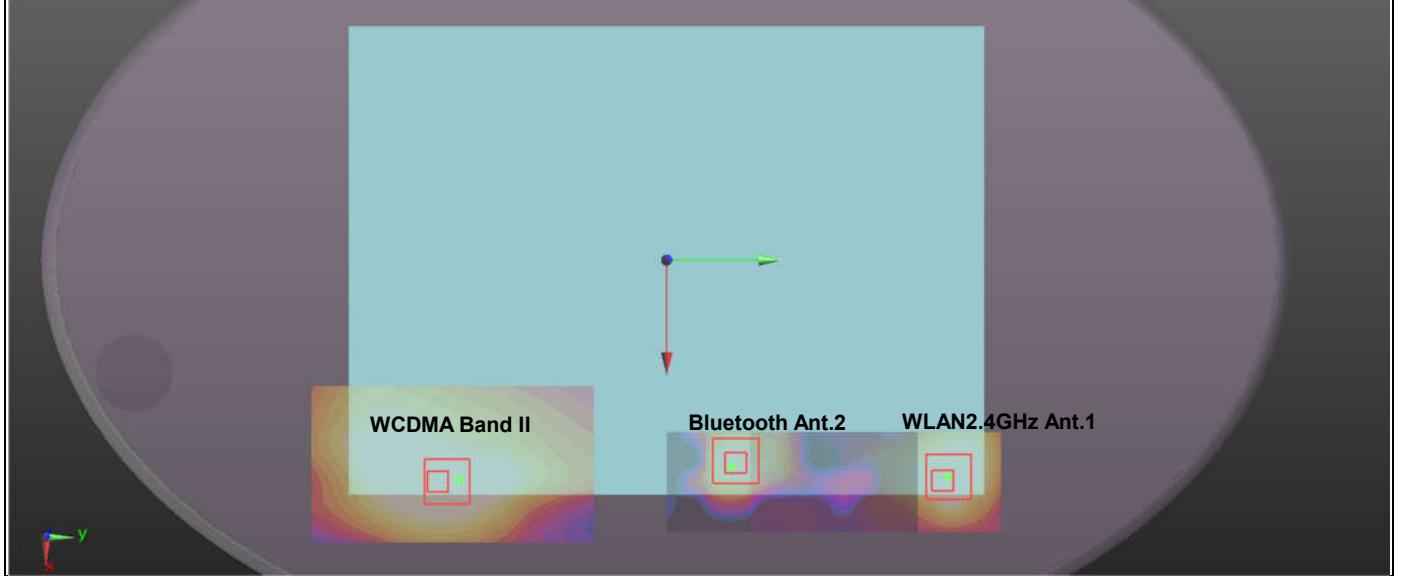 WCDMA Band II
Bluetooth Ant.2
WLAN2.4GHz Ant.1
y
x